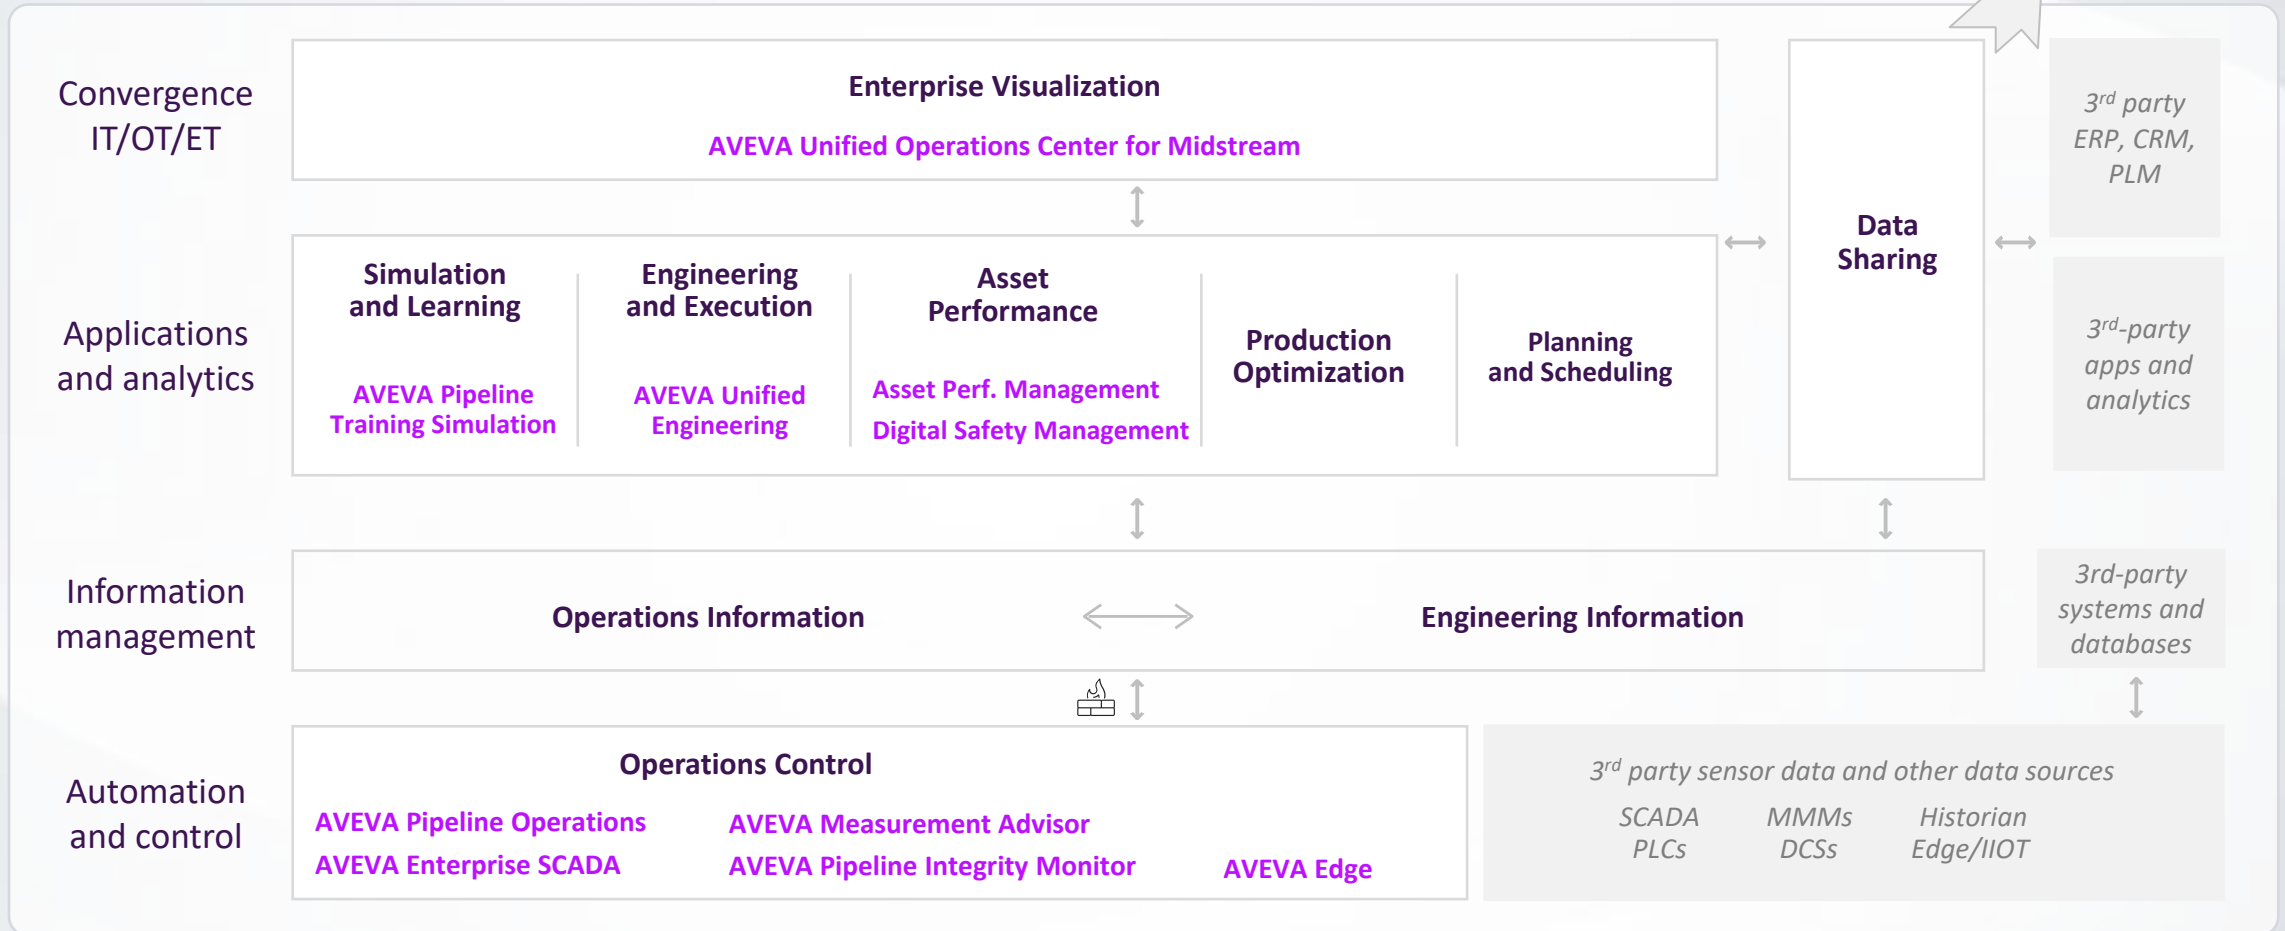 Convergence
IT/OT/ET
Enterprise Visualization
AVEVA Unified Operations Center for Midstream
3rd party
ERP, CRM,
PLM
Data
Sharing
Applications
and analytics
Simulation
and Learning
AVEVA Pipeline
Training Simulation
Engineering
and Execution
AVEVA Unified
Engineering
Asset
Performance
Asset Perf. Management
Digital Safety Management
Production
Optimization
Planning
and Scheduling
3rd-party
apps and
analytics
Information
management
Operations Information
Engineering Information
3rd-party
systems and
databases
Automation
and control
Operations Control
AVEVA Pipeline Operations
AVEVA Enterprise SCADA
AVEVA Measurement Advisor
AVEVA Pipeline Integrity Monitor
AVEVA Edge
3rd party sensor data and other data sources
SCADA
PLCs
MMMs
DCSs
Historian
Edge/IIOT